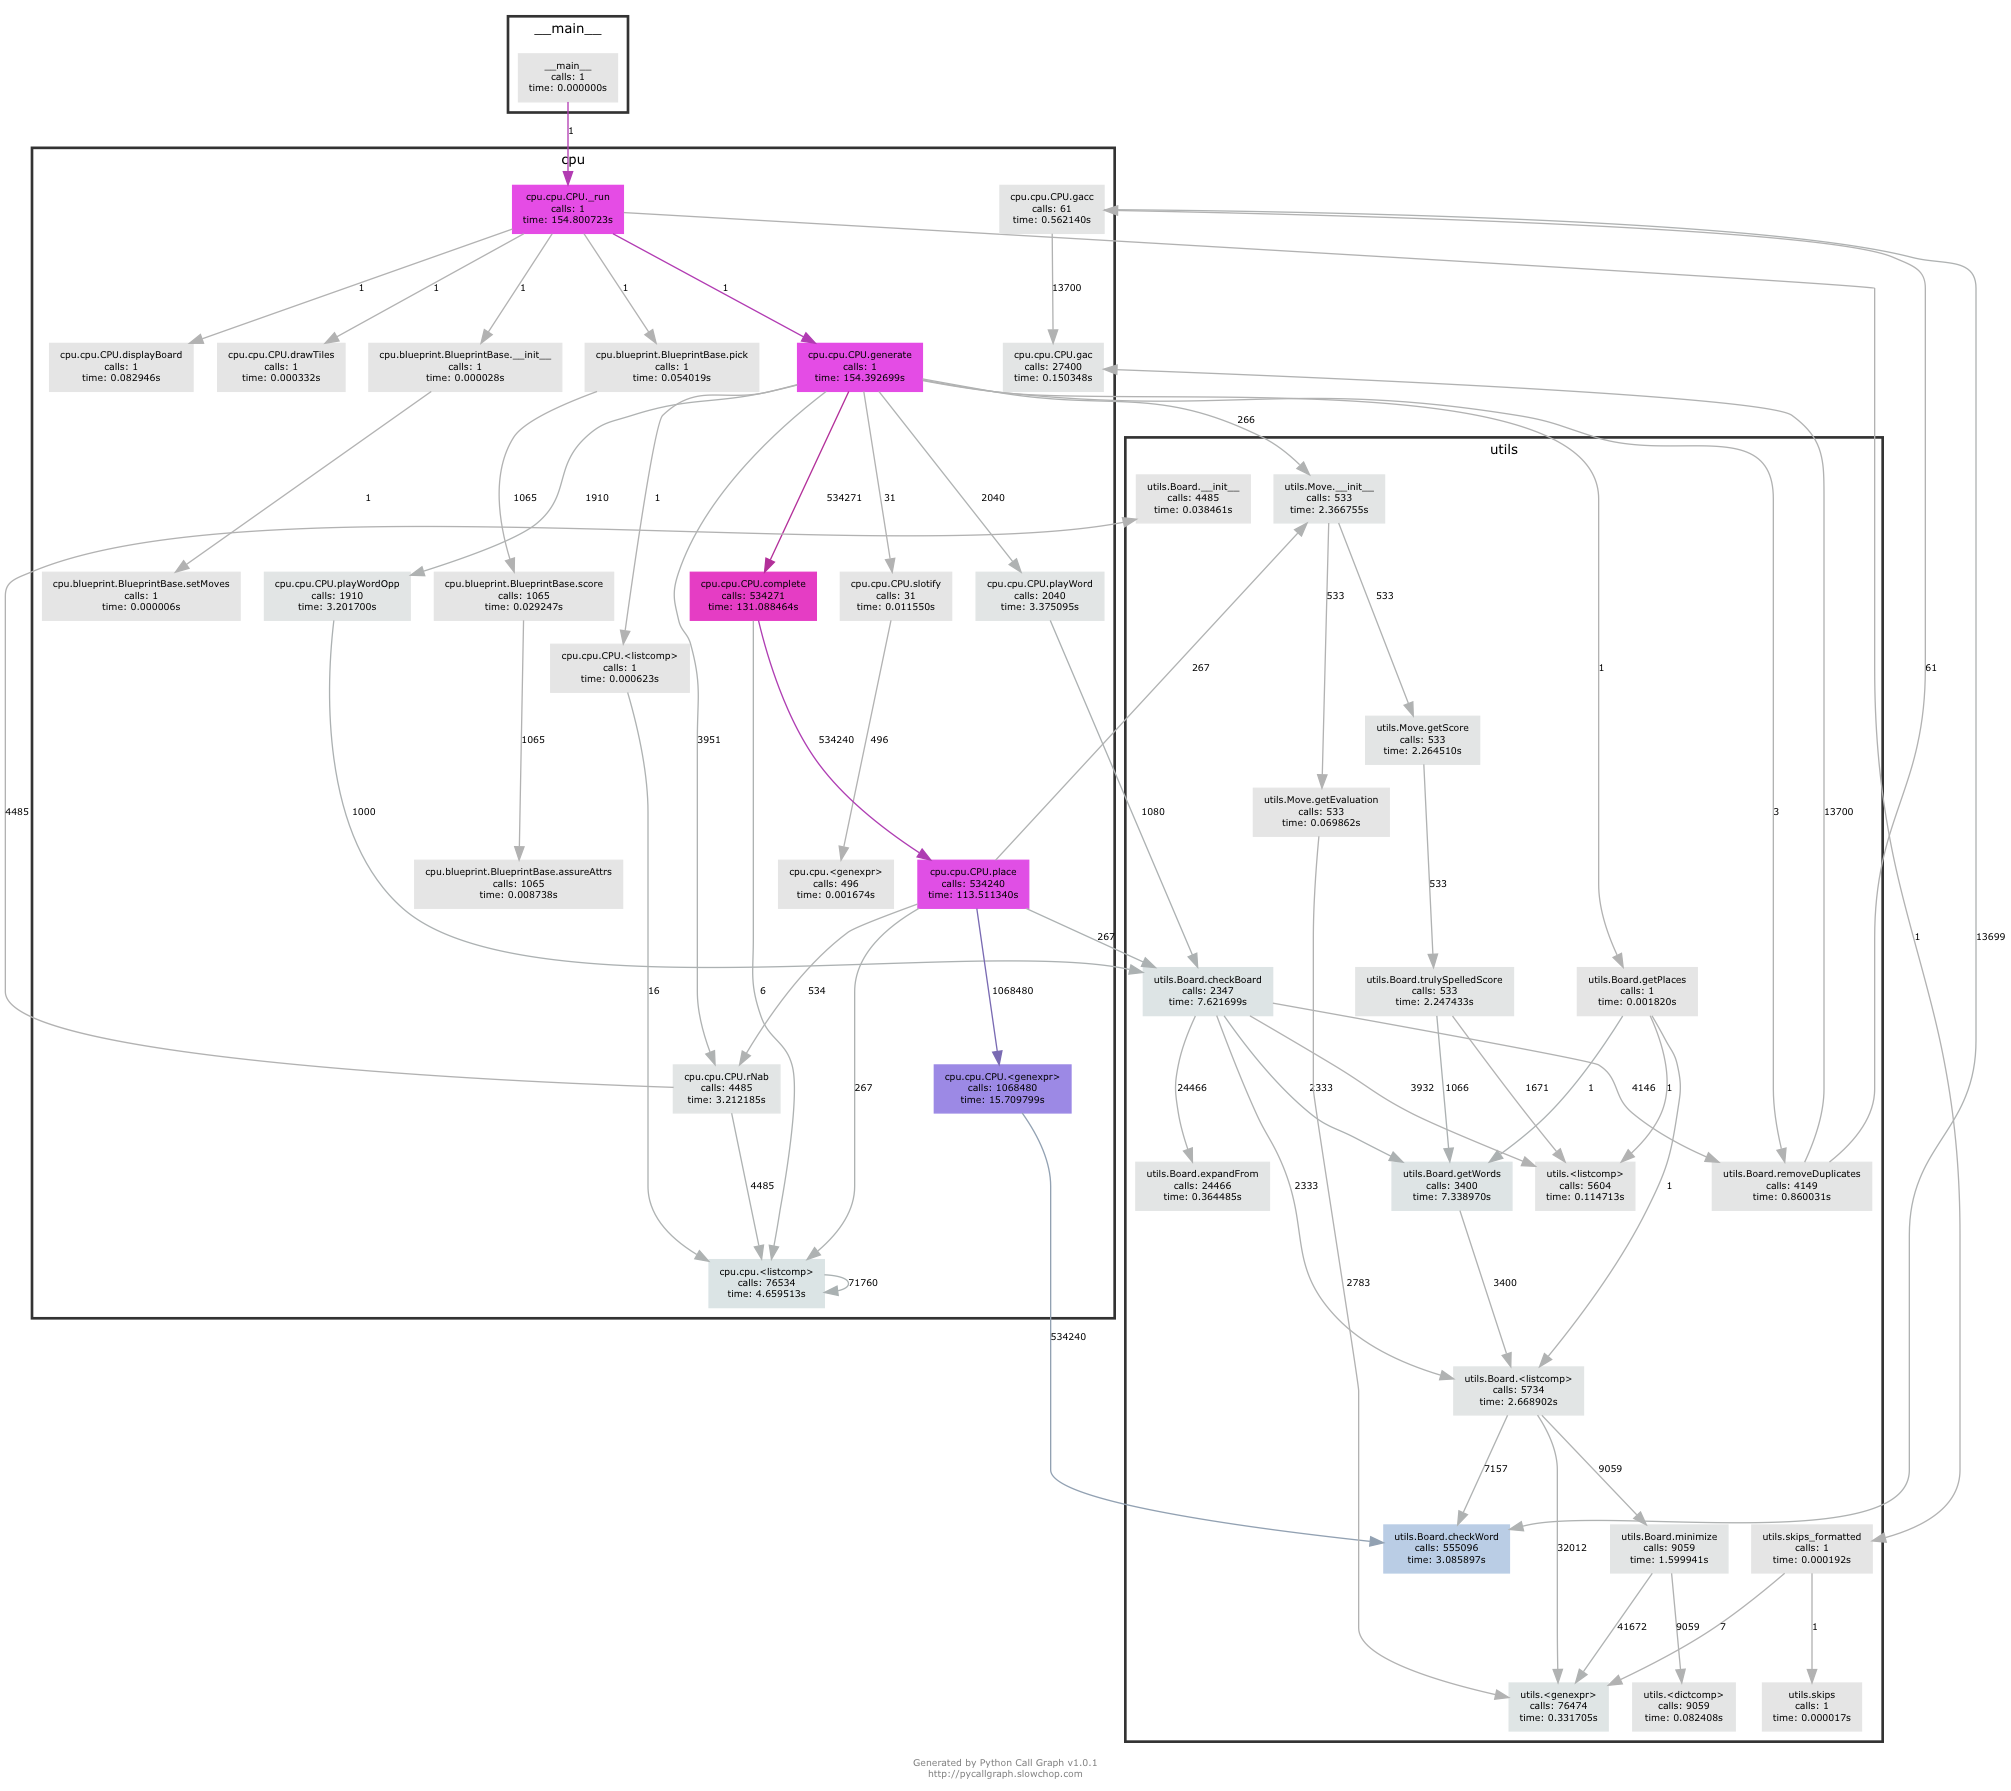 __main__
__main__
calls: 1
time: 0.000000s
1
cpu
cpu.cpu.CPU._run
calls: 1
time: 154.800723s
cpu.cpu.CPU.gacc
calls: 61
time: 0.562140s
1
1
1
1
1
13700
cpu.cpu.CPU.displayBoard
calls: 1
time: 0.082946s
cpu.cpu.CPU.drawTiles
calls: 1
time: 0.000332s
cpu.blueprint.BlueprintBase.__init__
calls: 1
time: 0.000028s
cpu.blueprint.BlueprintBase.pick
calls: 1
time: 0.054019s
cpu.cpu.CPU.generate
calls: 1
time: 154.392699s
cpu.cpu.CPU.gac
calls: 27400
time: 0.150348s
266
utils
1
1065
1910
1
534271
31
2040
utils.Board.__init__
calls: 4485
time: 0.038461s
utils.Move.__init__
calls: 533
time: 2.366755s
cpu.blueprint.BlueprintBase.setMoves
calls: 1
time: 0.000006s
cpu.cpu.CPU.playWordOpp
calls: 1910
time: 3.201700s
cpu.blueprint.BlueprintBase.score
calls: 1065
time: 0.029247s
cpu.cpu.CPU.complete
calls: 534271
time: 131.088464s
cpu.cpu.CPU.slotify
calls: 31
time: 0.011550s
cpu.cpu.CPU.playWord
calls: 2040
time: 3.375095s
533
533
cpu.cpu.CPU.<listcomp>
calls: 1
time: 0.000623s
267
1
61
1065
3951
534240
496
utils.Move.getScore
calls: 533
time: 2.264510s
4485
1000
1080
utils.Move.getEvaluation
calls: 533
time: 0.069862s
3
13700
cpu.blueprint.BlueprintBase.assureAttrs
calls: 1065
time: 0.008738s
cpu.cpu.<genexpr>
calls: 496
time: 0.001674s
cpu.cpu.CPU.place
calls: 534240
time: 113.511340s
533
267
1
13699
16
6
534
1068480
utils.Board.checkBoard
calls: 2347
time: 7.621699s
utils.Board.trulySpelledScore
calls: 533
time: 2.247433s
utils.Board.getPlaces
calls: 1
time: 0.001820s
cpu.cpu.CPU.rNab
calls: 4485
time: 3.212185s
267
cpu.cpu.CPU.<genexpr>
calls: 1068480
time: 15.709799s
24466
2333
3932
1066
1671
1
4146
1
4485
utils.Board.expandFrom
calls: 24466
time: 0.364485s
2333
utils.Board.getWords
calls: 3400
time: 7.338970s
utils.<listcomp>
calls: 5604
time: 0.114713s
1
utils.Board.removeDuplicates
calls: 4149
time: 0.860031s
cpu.cpu.<listcomp>
calls: 76534
time: 4.659513s
71760
2783
3400
534240
utils.Board.<listcomp>
calls: 5734
time: 2.668902s
7157
9059
utils.Board.checkWord
calls: 555096
time: 3.085897s
32012
utils.Board.minimize
calls: 9059
time: 1.599941s
utils.skips_formatted
calls: 1
time: 0.000192s
41672
9059
7
1
utils.<genexpr>
calls: 76474
time: 0.331705s
utils.<dictcomp>
calls: 9059
time: 0.082408s
utils.skips
calls: 1
time: 0.000017s
Generated by Python Call Graph v1.0.1
http://pycallgraph.slowchop.com